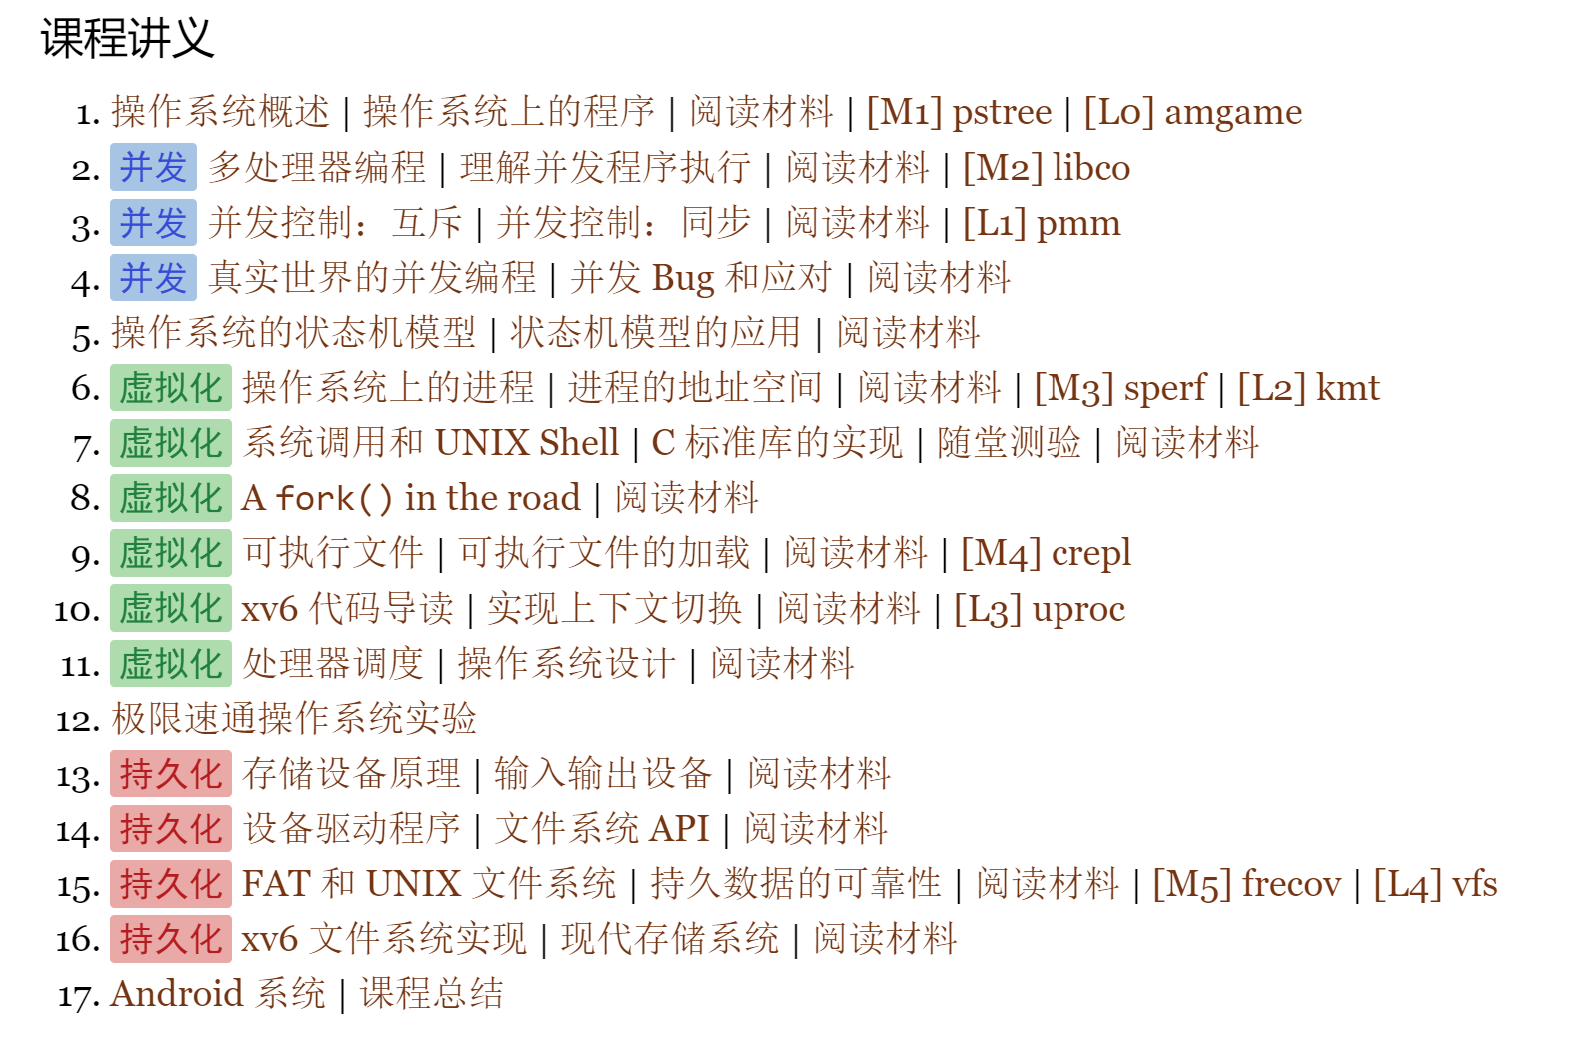 课程讲义
1. 操作系统概述 | 操作系统上的程序 | 阅读材料 | [M1] pstree | [L0] amgame
2. 并发 多处理器编程 | 理解并发程序执行 | 阅读材料 | [M2] libco
3. 并发 并发控制：互斥 | 并发控制：同步 | 阅读材料 | [L1] pmm
4. 并发 真实世界的并发编程 | 并发 Bug 和应对 | 阅读材料
5. 操作系统的状态机模型 | 状态机模型的应用 | 阅读材料
6. 虚拟化 操作系统上的进程 | 进程的地址空间 | 阅读材料 | [M3] sperf | [L2] kmt
7. 虚拟化 系统调用和 UNIX Shell | C 标准库的实现 | 随堂测验 | 阅读材料
8. 虚拟化 A fork() in the road | 阅读材料
9. 虚拟化 可执行文件 | 可执行文件的加载 | 阅读材料 | [M4] crepl
10. 虚拟化 xv6 代码导读 | 实现上下文切换 | 阅读材料 | [L3] uproc
11. 虚拟化 处理器调度 | 操作系统设计 | 阅读材料
12. 极限速通操作系统实验
13. 持久化 存储设备原理 | 输入输出设备 | 阅读材料
14. 持久化 设备驱动程序 | 文件系统 API | 阅读材料
15. 持久化 FAT 和 UNIX 文件系统 | 持久数据的可靠性 | 阅读材料 | [M5] frecov | [L4] vfs
16. 持久化 xv6 文件系统实现 | 现代存储系统 | 阅读材料
17. Android 系统 | 课程总结